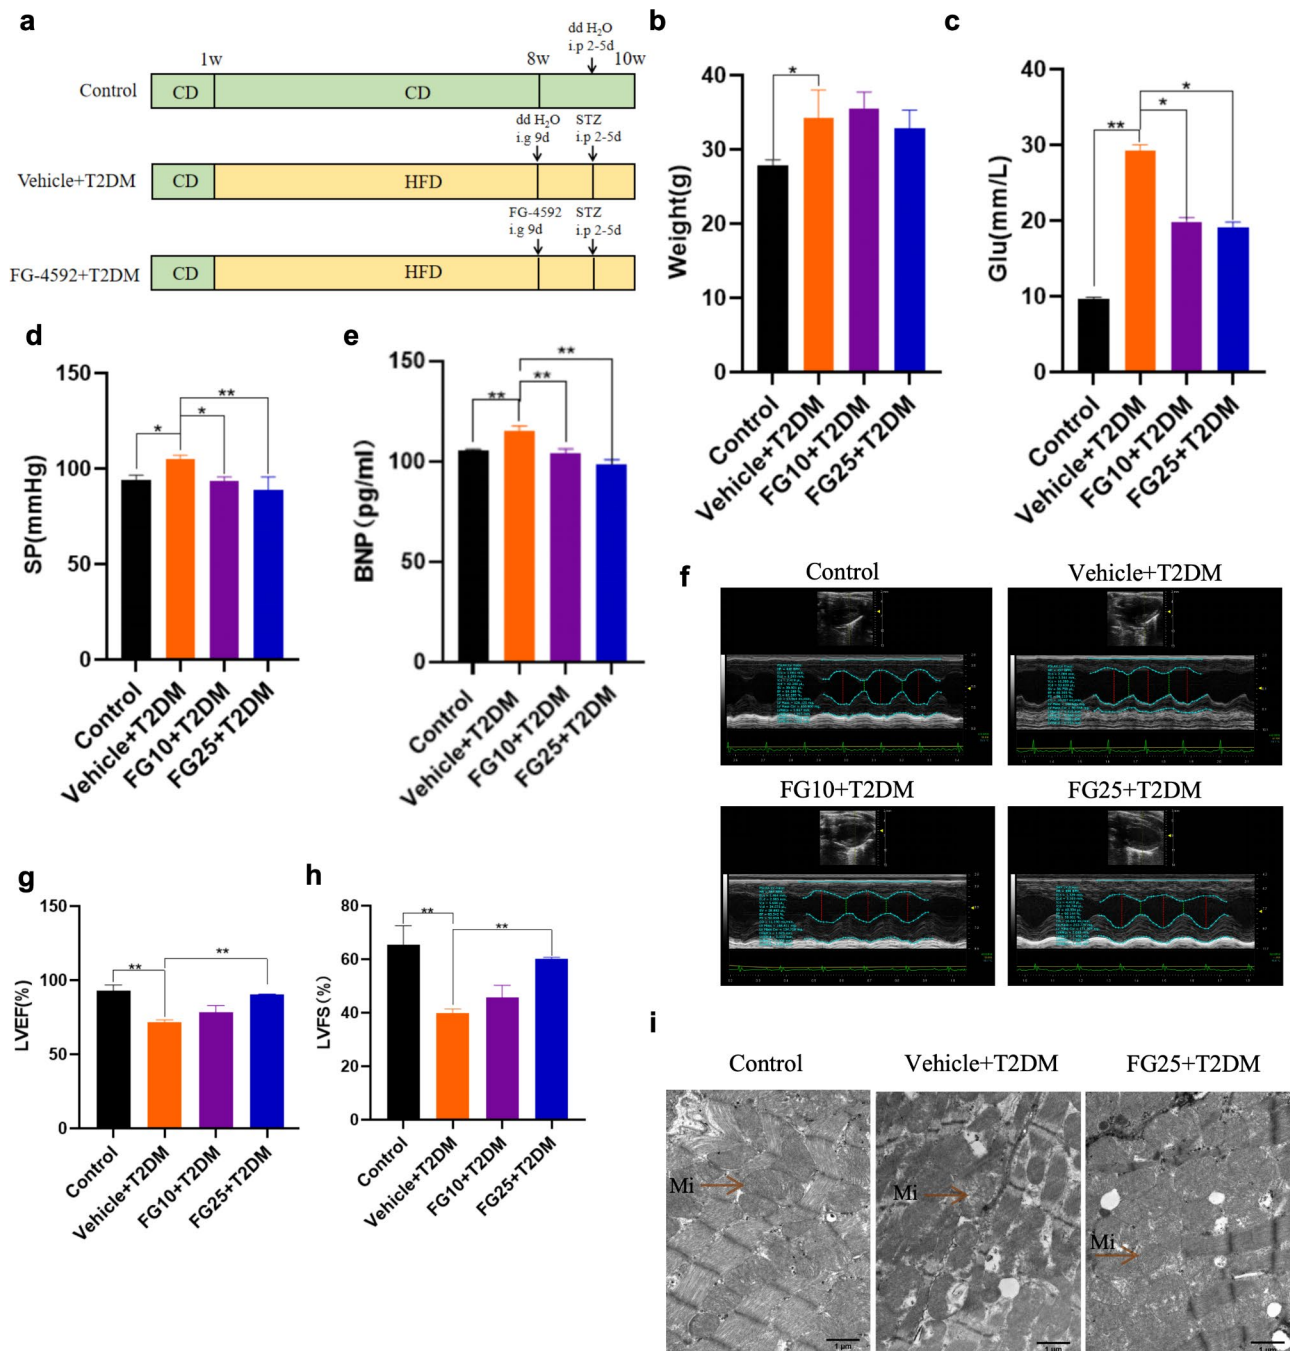 a
dd H₂O
i.p 2-5d
1w
8w
10w
Control
CD
CD
dd H₂O
i.g 9d
STZ
i.p 2-5d
Vehicle+T2DM
CD
HFD
FG-4592
i.g 9d
STZ
i.p 2-5d
FG-4592+T2DM
CD
HFD
b
Weight(g)
40
30
20
10
0
*
Control
Vehicle+T2DM
FG10+T2DM
FG25+T2DM
c
Glu(mm/L)
40
30
20
10
0
**
*
*
Control
Vehicle+T2DM
FG10+T2DM
FG25+T2DM
d
SP(mmHg)
150
100
50
0
*
*
**
Control
Vehicle+T2DM
FG10+T2DM
FG25+T2DM
e
BNP(pg/ml)
150
100
50
0
**
**
**
Control
Vehicle+T2DM
FG10+T2DM
FG25+T2DM
f
Control
Vehicle+T2DM
FG10+T2DM
FG25+T2DM
g
LVEF(%)
150
100
50
0
**
**
Control
Vehicle+T2DM
FG10+T2DM
FG25+T2DM
h
LVFS(%)
80
60
40
20
0
**
**
Control
Vehicle+T2DM
FG10+T2DM
FG25+T2DM
i
Control
Vehicle+T2DM
FG25+T2DM
Mi
Mi
Mi
1 μm
1 μm
1 μm